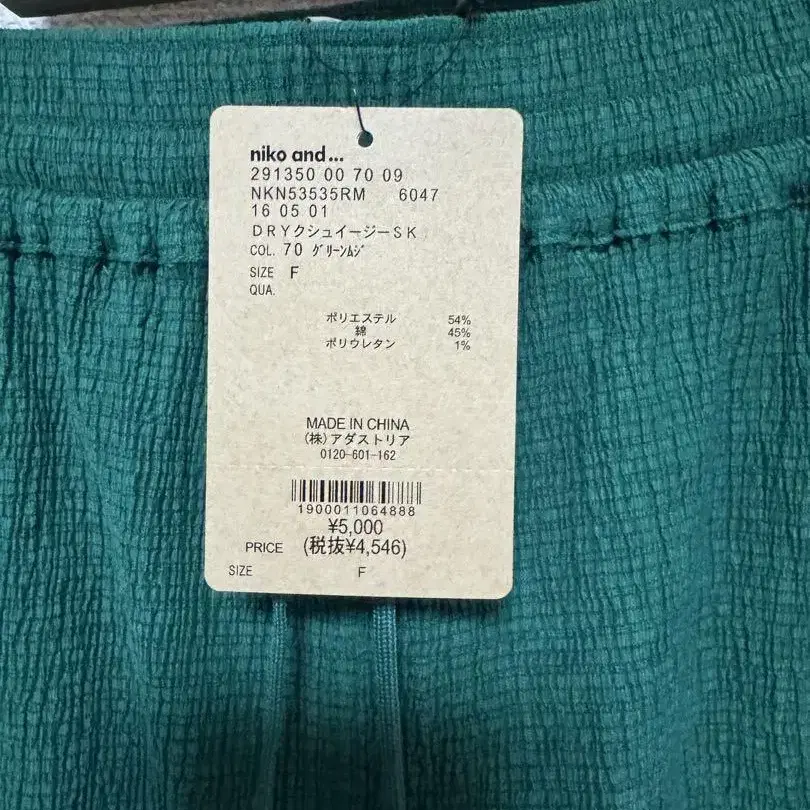 niko and...
291350 00 70 09
NKN53535RM 6047
16 05 01
DRYクシュイージーSK
COL. 70 グリーンムジ
SIZE F
QUA.
ポリエステル 54%
綿 45%
ポリウレタン 1%
MADE IN CHINA
(株)アダストリア
0120-601-162
1900011064888
¥5,000
PRICE (税抜¥4,546)
SIZE F